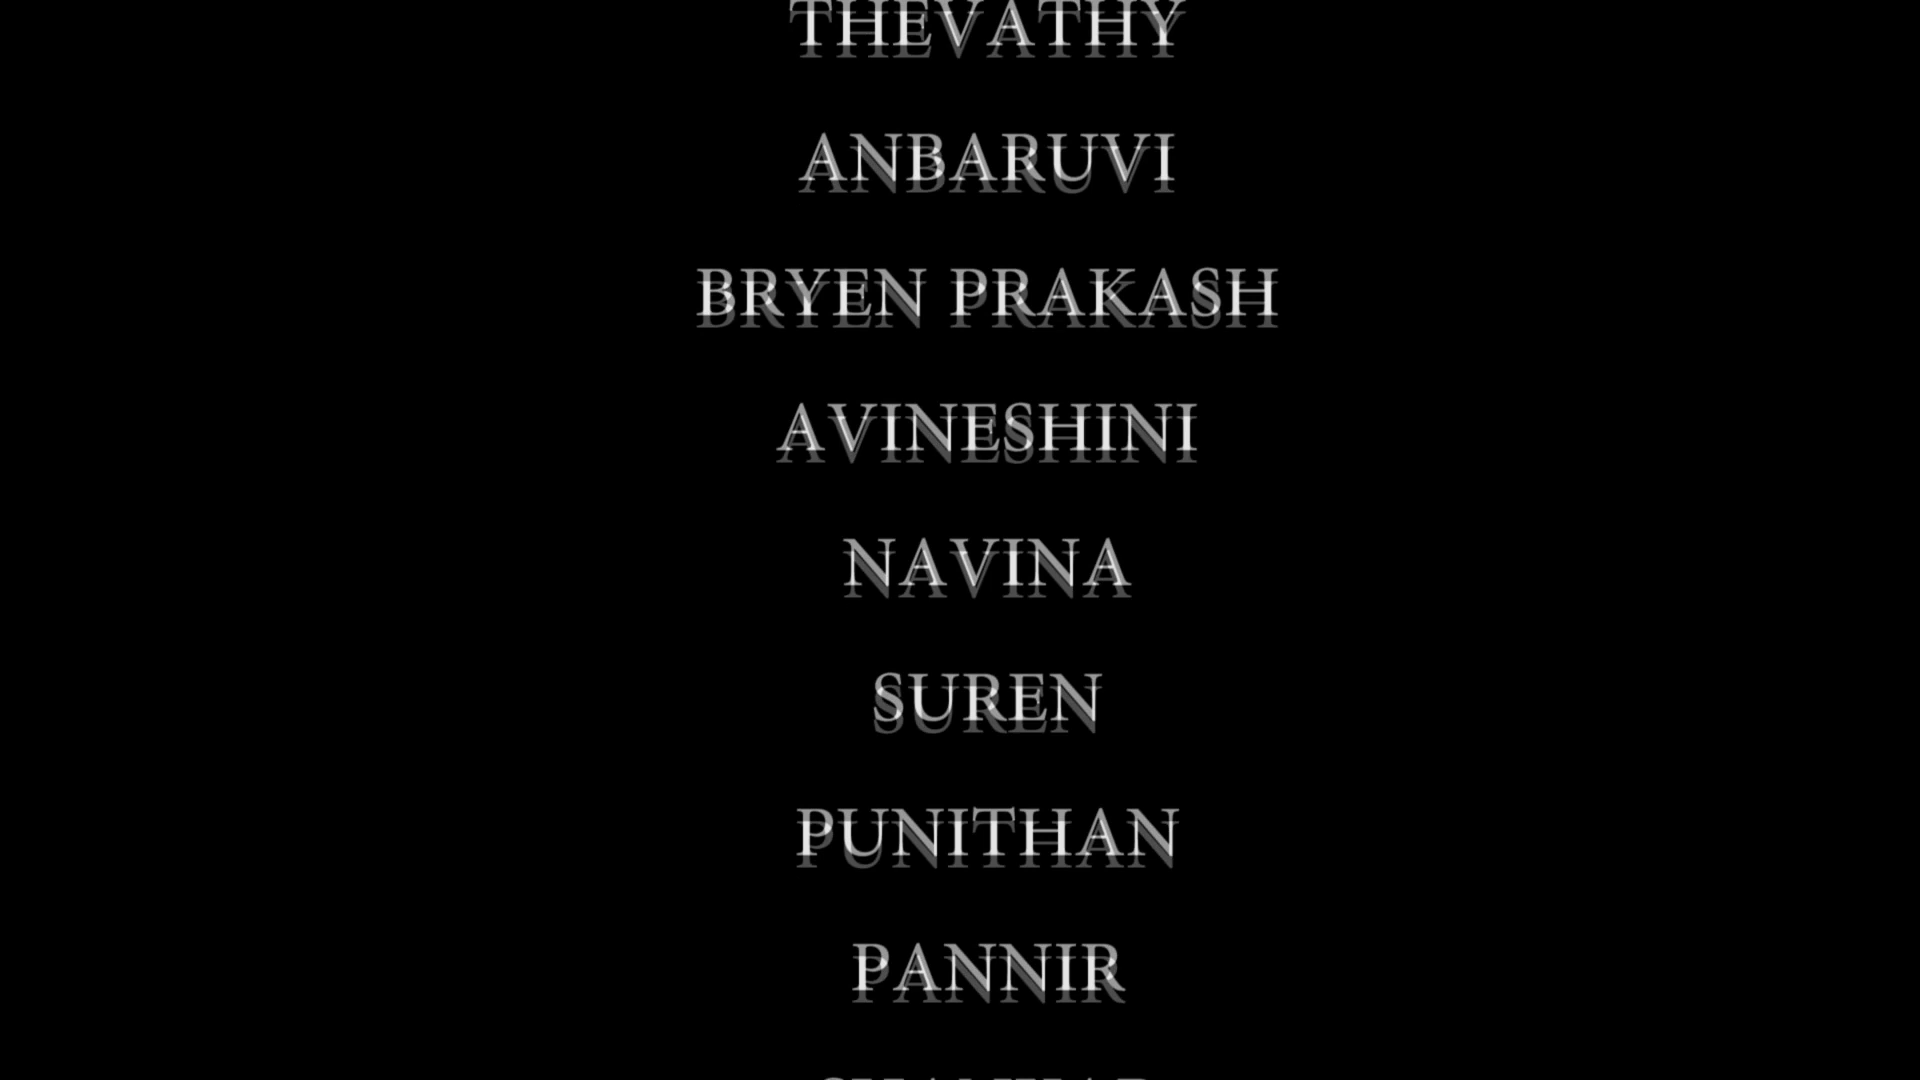 THEVATHY
ANBARUVI
BRYEN PRAKASH
AVINESHINI
NAVINA
SUREN
PUNITHAN
PANNIR